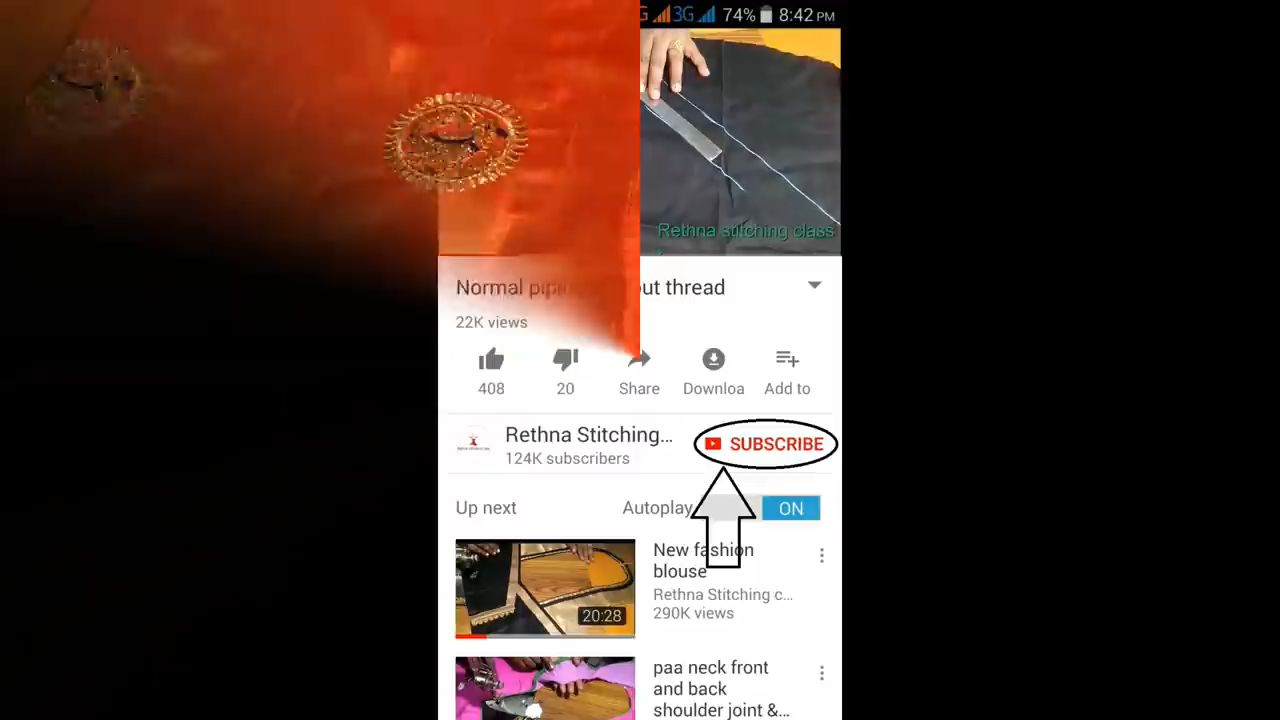 3G 74% 8:42 PM
Rethna stitching class
Normal out thread
22K views
408
20
Share
Downloa
Add to
Rethna Stitching...
124K subscribers
SUBSCRIBE
Up next
Autoplay
ON
New fashion
blouse
Rethna Stitching c...
290K views
20:28
paa neck front
and back
shoulder joint &...